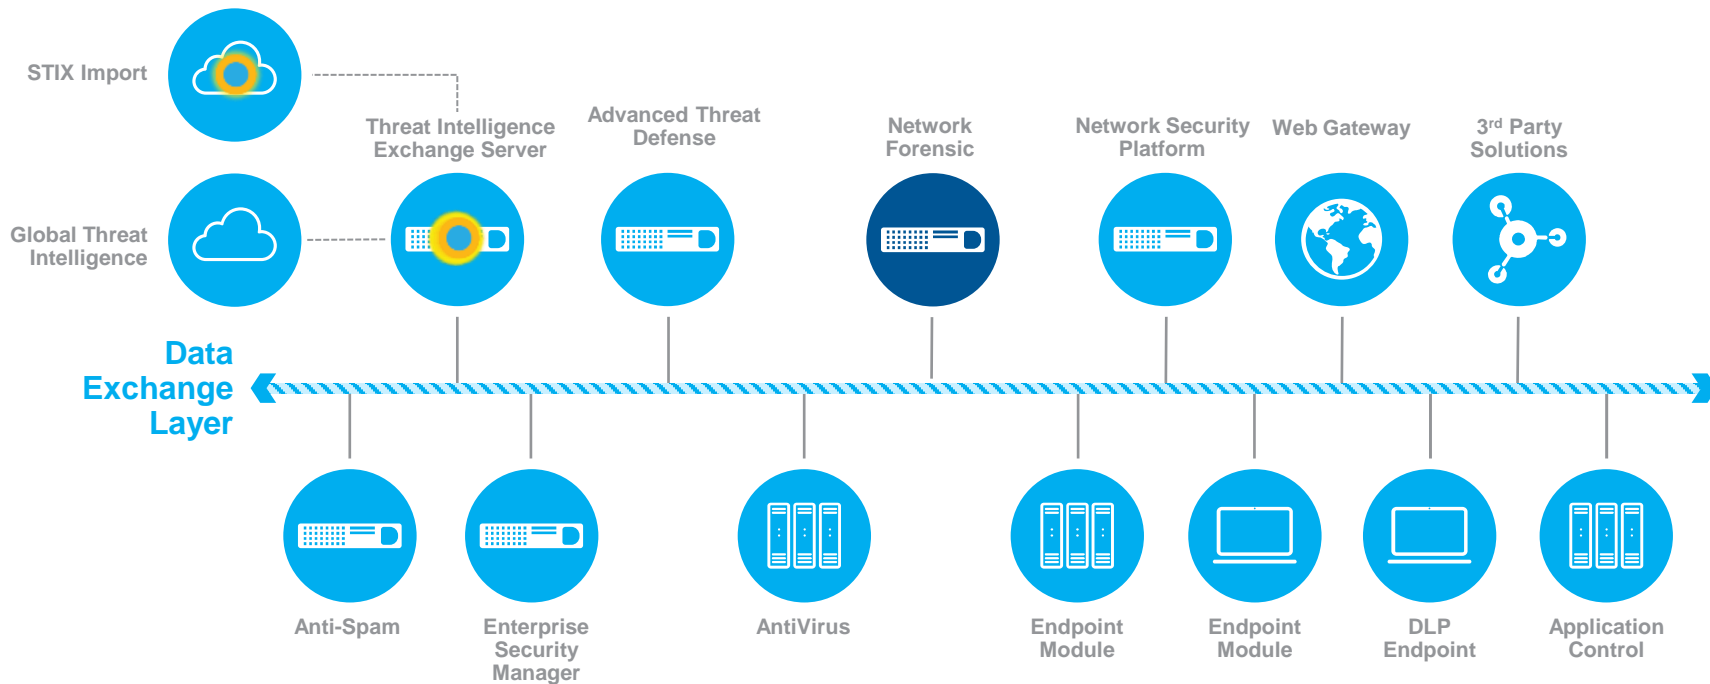 STIX Import
Threat Intelligence
Exchange Server
Advanced Threat
Defense
Network
Forensic
Network Security
Platform
Web Gateway
3rd Party
Solutions
Global Threat
Intelligence
Data
Exchange
Layer
Anti-Spam
Enterprise
Security
Manager
AntiVirus
Endpoint
Module
Endpoint
Module
DLP
Endpoint
Application
Control